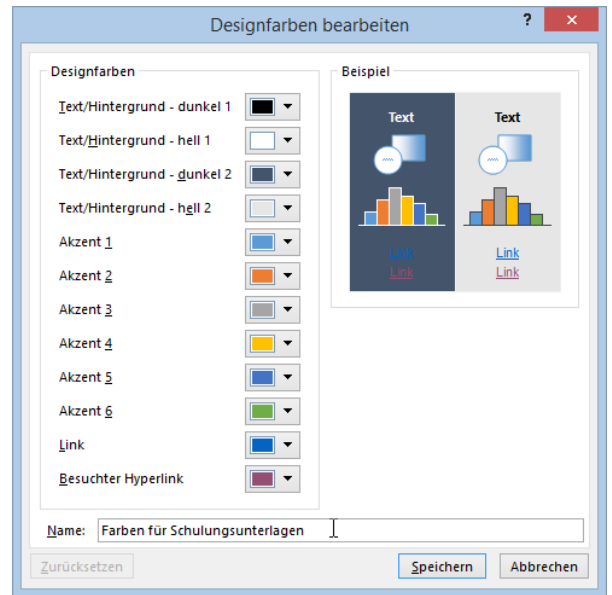 Designfarben bearbeiten
?
×
Designfarben
Text/Hintergrund - dunkel 1
Text/Hintergrund - hell 1
Text/Hintergrund - dunkel 2
Text/Hintergrund - hell 2
Akzent 1
Akzent 2
Akzent 3
Akzent 4
Akzent 5
Akzent 6
Link
Besuchter Hyperlink
Beispiel
Text Text
Link Link
Link Link
Name: Farben für Schulungsunterlagen
Zurücksetzen Speichern Abbrechen